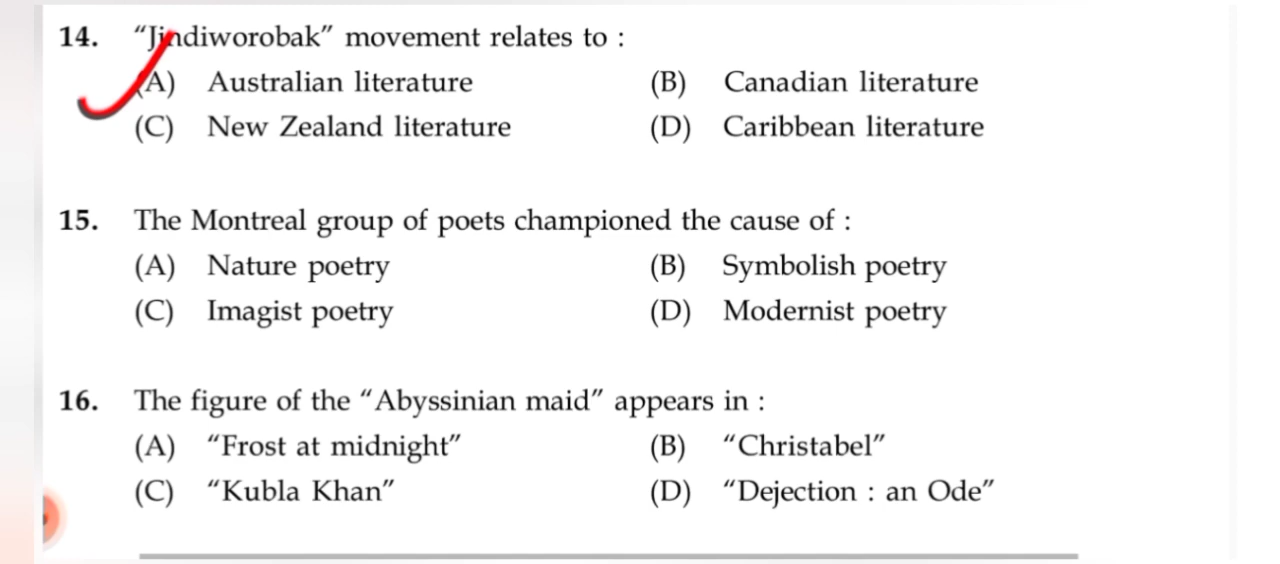 14. "Jindiworobak" movement relates to :
(A) Australian literature (B) Canadian literature
(C) New Zealand literature (D) Caribbean literature
15. The Montreal group of poets championed the cause of :
(A) Nature poetry (B) Symbolish poetry
(C) Imagist poetry (D) Modernist poetry
16. The figure of the "Abyssinian maid" appears in :
(A) "Frost at midnight" (B) "Christabel"
(C) "Kubla Khan" (D) "Dejection : an Ode"